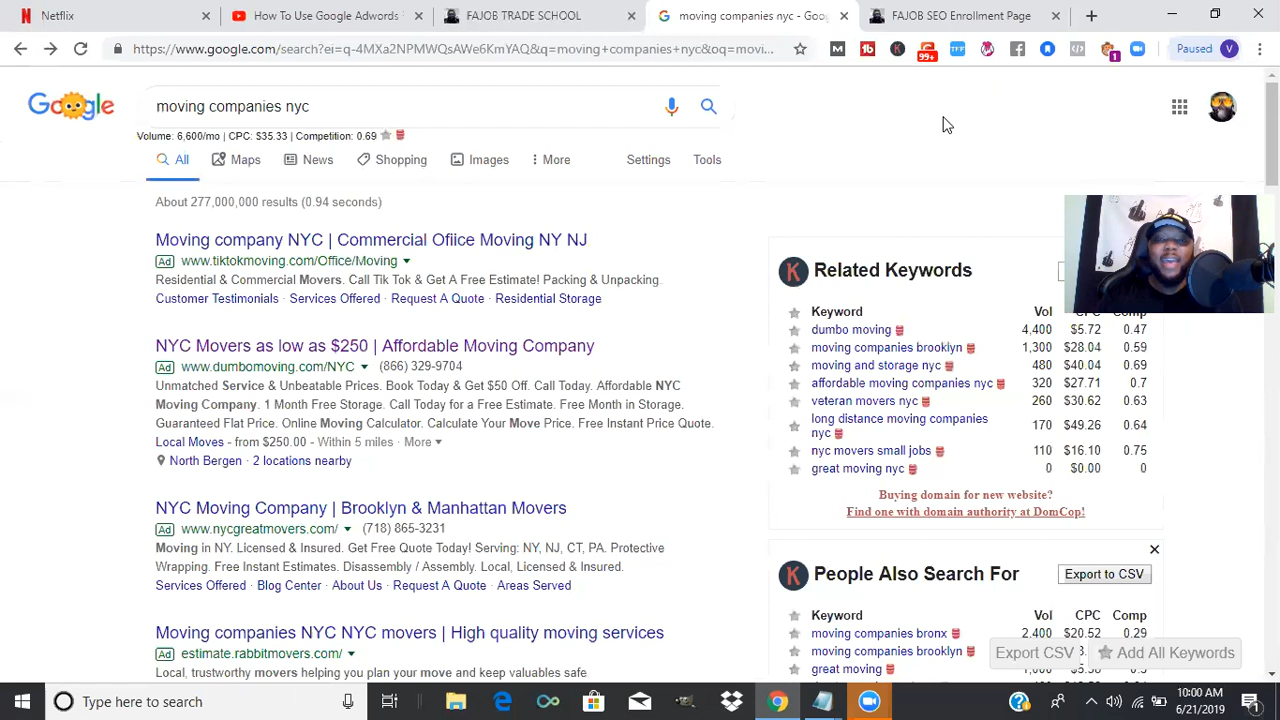 Netflix
How To Use Google Adwords -
FAJOB TRADE SCHOOL
moving companies nyc - Goo
FAJOB SEO Enrollment Page
https://www.google.com/search?ei=q-4MXa2NPMWQsAWe6KmYAQ&q=moving+companies+nyc&oq=movi...
99+
1
Paused
V
Google
moving companies nyc
Volume: 6,600/mo | CPC: $35.33 | Competition: 0.69
All
Maps
News
Shopping
Images
More
Settings
Tools
About 277,000,000 results (0.94 seconds)
Moving company NYC | Commercial Ofiice Moving NY NJ
Ad www.tiktokmoving.com/Office/Moving
Residential & Commercial Movers. Call Tik Tok & Get A Free Estimate! Packing & Unpacking.
Customer Testimonials · Services Offered · Request A Quote · Residential Storage
NYC Movers as low as $250 | Affordable Moving Company
Ad www.dumbomoving.com/NYC (866) 329-9704
Unmatched Service & Unbeatable Prices. Book Today & Get $50 Off. Call Today. Affordable NYC
Moving Company. 1 Month Free Storage. Call Today for a Free Estimate. Free Month in Storage.
Guaranteed Flat Price. Online Moving Calculator. Calculate Your Move Price. Free Instant Price Quote.
Local Moves - from $250.00 - Within 5 miles · More
North Bergen · 2 locations nearby
NYC Moving Company | Brooklyn & Manhattan Movers
Ad www.nycgreatmovers.com/ (718) 865-3231
Moving in NY. Licensed & Insured. Get Free Quote Today! Serving: NY, NJ, CT, PA. Protective
Wrapping. Free Instant Estimates. Disassembly / Assembly. Local, Licensed & Insured.
Services Offered · Blog Center · About Us · Request A Quote · Areas Served
Moving companies NYC NYC movers | High quality moving services
Ad estimate.rabbitmovers.com/
Local, trustworthy movers helping you plan your move and keep valuables safe
K Related Keywords
Keyword Vol CPC Comp
dumbo moving 4,400 $5.72 0.47
moving companies brooklyn 1,300 $28.04 0.59
moving and storage nyc 480 $40.04 0.69
affordable moving companies nyc 320 $27.71 0.7
veteran movers nyc 260 $30.62 0.63
long distance moving companies
nyc 170 $49.26 0.64
nyc movers small jobs 110 $16.10 0.75
great moving nyc 0 $0.00 0
Buying domain for new website?
Find one with domain authority at DomCop!
K People Also Search For
Export to CSV
Keyword Vol CPC Comp
moving companies bronx 2,400 $20.52 0.29
moving companies brooklyn
great moving
Export CSV
Add All Keywords
Type here to search
10:00 AM
6/21/2019
1